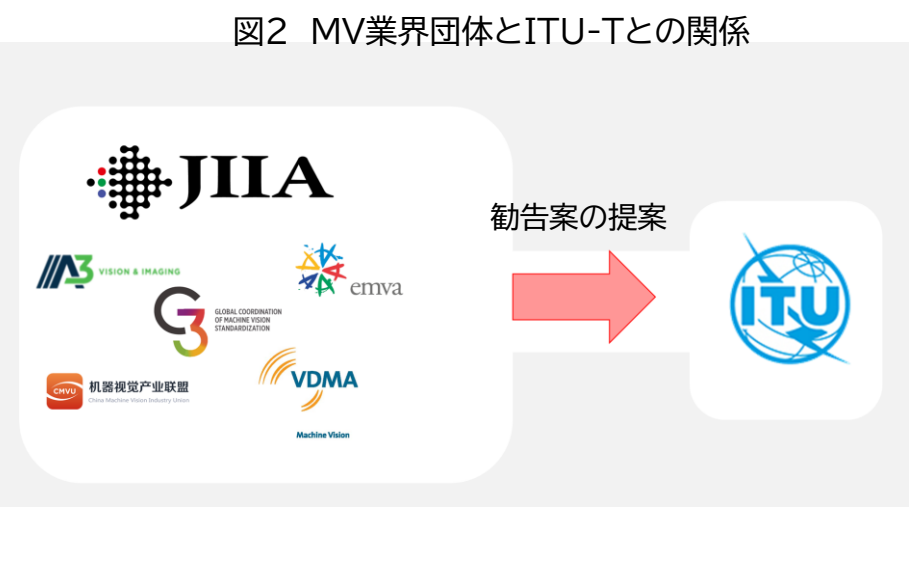 図2 MV業界団体とITU-Tとの関係
JIIA
勧告案の提案
A3 VISION & IMAGING
emva
G3 GLOBAL COORDINATION
OF MACHINE VISION
STANDARDIZATION
ITU
CMVU 机器视觉产业联盟
China Machine Vision Industry Union
VDMA
Machine Vision